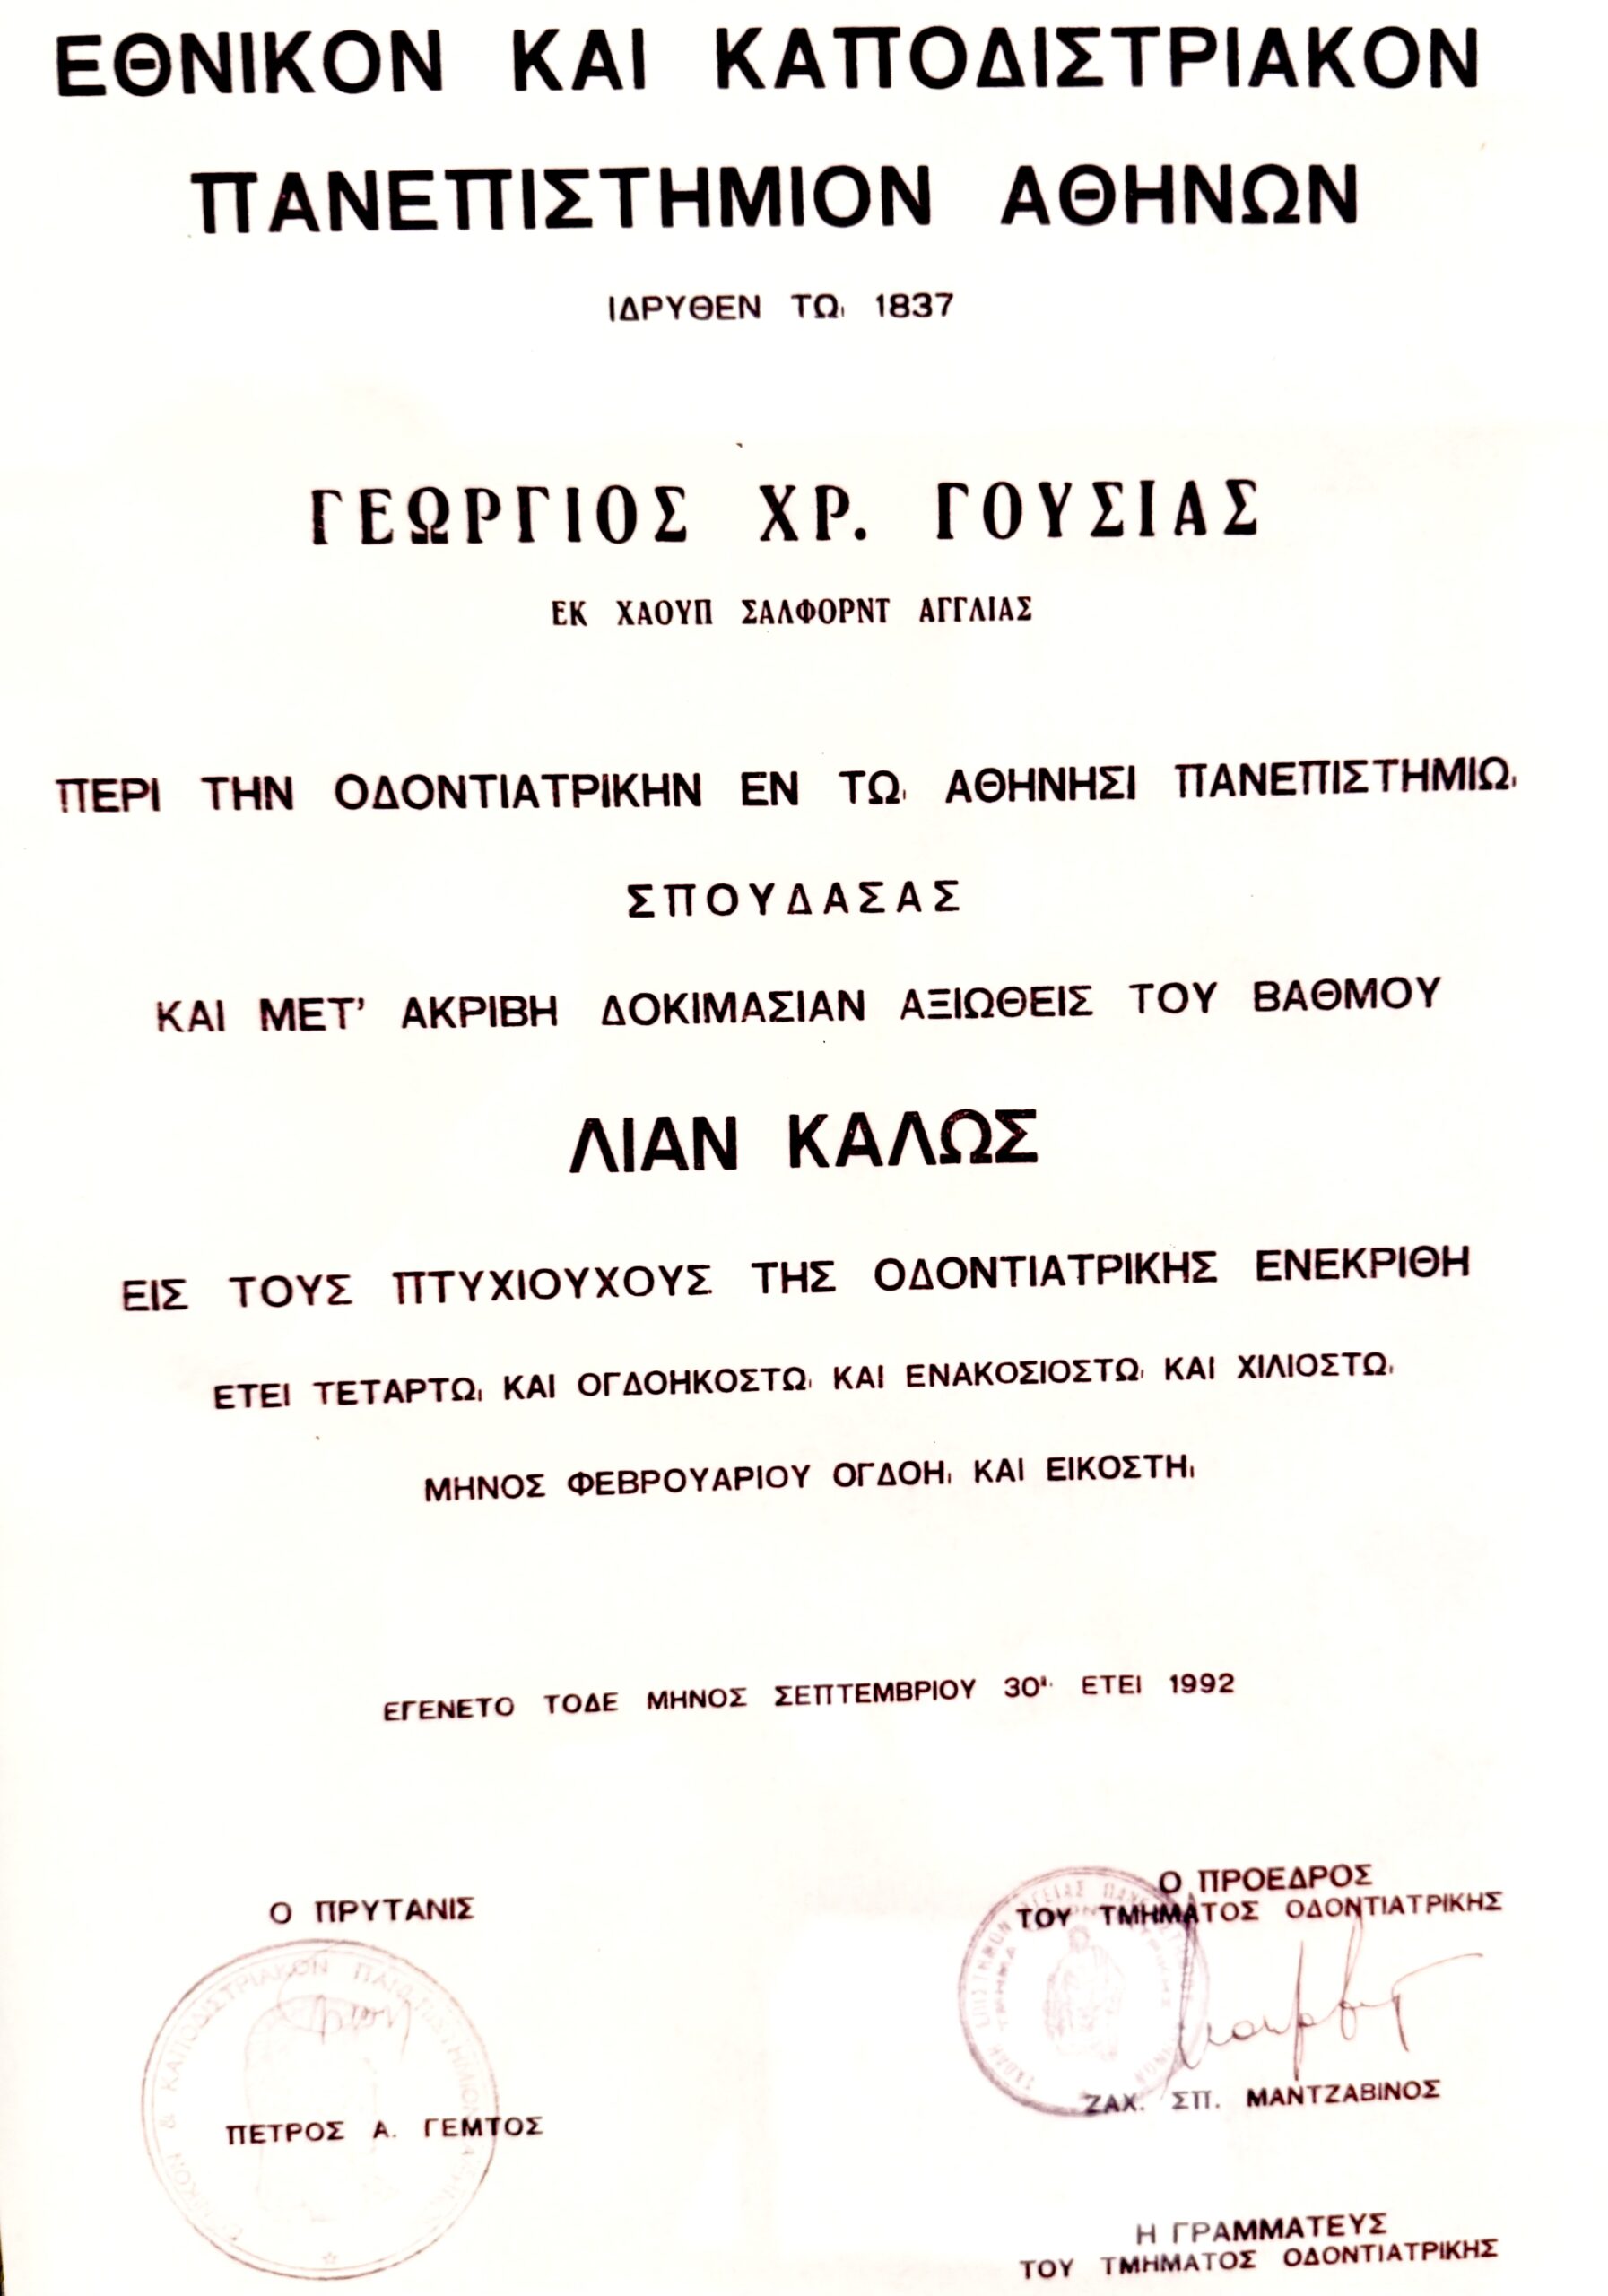 ΕΘΝΙΚΟΝ ΚΑΙ ΚΑΠΟΔΙΣΤΡΙΑΚΟΝ
ΠΑΝΕΠΙΣΤΗΜΙΟΝ ΑΘΗΝΩΝ
ΙΔΡΥΘΕΝ ΤΩι 1837
ΓΕΩΡΓΙΟΣ ΧΡ. ΓΟΥΣΙΑΣ
ΕΚ ΧΑΟΥΠ ΣΑΛΦΟΡΝΤ ΑΓΓΛΙΑΣ
ΠΕΡΙ ΤΗΝ ΟΔΟΝΤΙΑΤΡΙΚΗΝ ΕΝ ΤΩι ΑΘΗΝΗΣΙ ΠΑΝΕΠΙΣΤΗΜΙΩι
ΣΠΟΥΔΑΣΑΣ
ΚΑΙ ΜΕΤ' ΑΚΡΙΒΗ ΔΟΚΙΜΑΣΙΑΝ ΑΞΙΩΘΕΙΣ ΤΟΥ ΒΑΘΜΟΥ
ΛΙΑΝ ΚΑΛΩΣ
ΕΙΣ ΤΟΥΣ ΠΤΥΧΙΟΥΧΟΥΣ ΤΗΣ ΟΔΟΝΤΙΑΤΡΙΚΗΣ ΕΝΕΚΡΙΘΗ
ΕΤΕΙ ΤΕΤΑΡΤΩι ΚΑΙ ΟΓΔΟΗΚΟΣΤΩι ΚΑΙ ΕΝΑΚΟΣΙΟΣΤΩι ΚΑΙ ΧΙΛΙΟΣΤΩι
ΜΗΝΟΣ ΦΕΒΡΟΥΑΡΙΟΥ ΟΓΔΟΗι ΚΑΙ ΕΙΚΟΣΤΗι
ΕΓΕΝΕΤΟ ΤΟΔΕ ΜΗΝΟΣ ΣΕΠΤΕΜΒΡΙΟΥ 30ῃ ΕΤΕΙ 1992
Ο ΠΡΥΤΑΝΙΣ
ΠΕΤΡΟΣ Α. ΓΕΜΤΟΣ
Ο ΠΡΟΕΔΡΟΣ
ΤΟΥ ΤΜΗΜΑΤΟΣ ΟΔΟΝΤΙΑΤΡΙΚΗΣ
ΖΑΧ. ΣΠ. ΜΑΝΤΖΑΒΙΝΟΣ
Η ΓΡΑΜΜΑΤΕΥΣ
ΤΟΥ ΤΜΗΜΑΤΟΣ ΟΔΟΝΤΙΑΤΡΙΚΗΣ